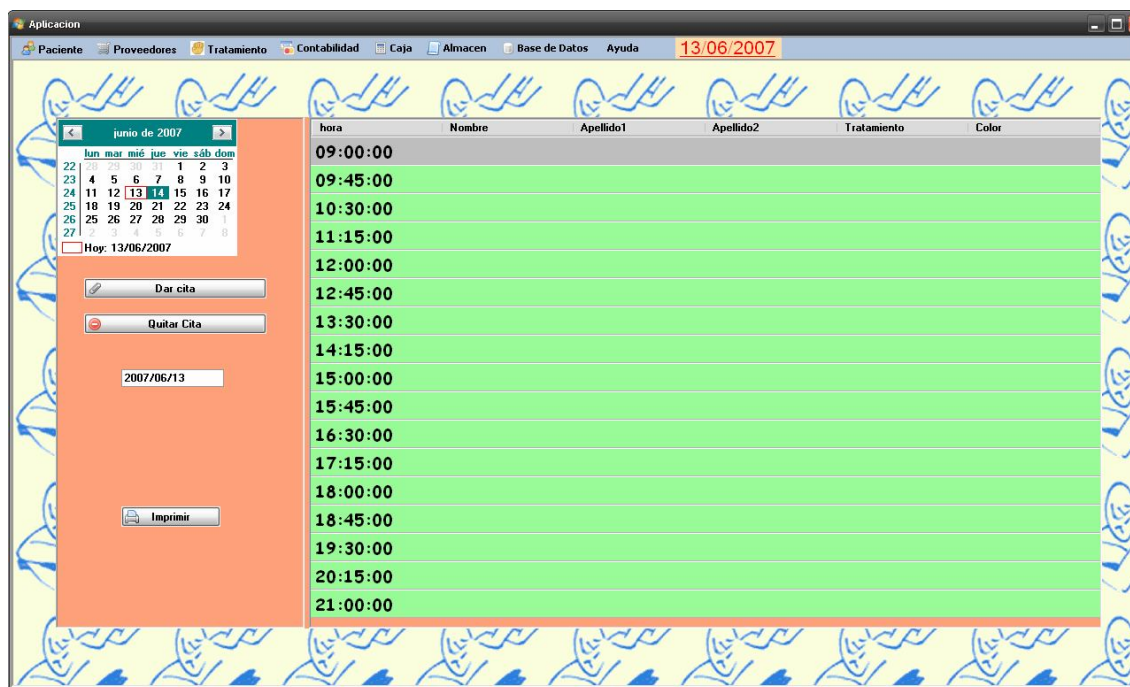 Aplicacion
Paciente Proveedores Tratamiento Contabilidad Caja Almacen Base de Datos Ayuda 13/06/2007
junio de 2007
lun mar mié jue vie sáb dom
22 28 29 30 31 1 2 3
23 4 5 6 7 8 9 10
24 11 12 13 14 15 16 17
25 18 19 20 21 22 23 24
26 25 26 27 28 29 30 1
27 2 3 4 5 6 7 8
Hoy: 13/06/2007
Dar cita
Quitar Cita
2007/06/13
Imprimir
hora Nombre Apellido1 Apellido2 Tratamiento Color
09:00:00
09:45:00
10:30:00
11:15:00
12:00:00
12:45:00
13:30:00
14:15:00
15:00:00
15:45:00
16:30:00
17:15:00
18:00:00
18:45:00
19:30:00
20:15:00
21:00:00